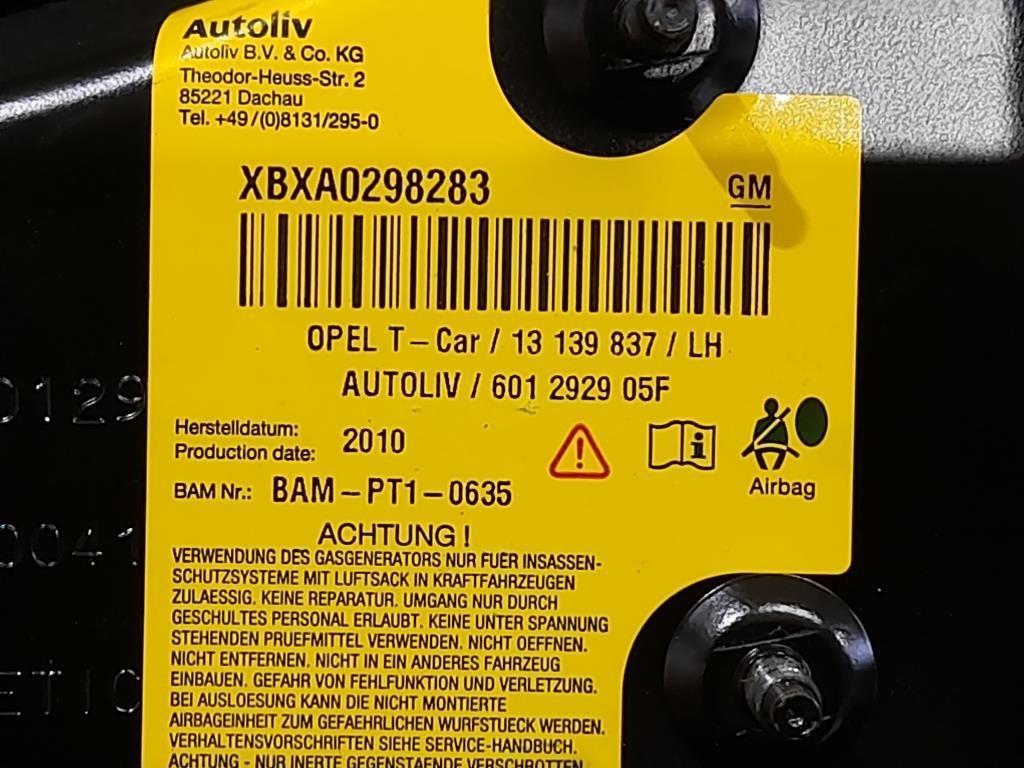 Autoliv
Autoliv B.V. & Co. KG
Theodor-Heuss-Str. 2
85221 Dachau
Tel. +49/(0)8131/295-0
XBXA0298283
GM
OPEL T-Car / 13 139 837 / LH
AUTOLIV / 601 2929 05F
0129
Herstelldatum:
Production date: 2010
BAM Nr.: BAM-PT1-0635
Airbag
0041
ACHTUNG!
VERWENDUNG DES GASGENERATORS NUR FUER INSASSEN-
SCHUTZSYSTEME MIT LUFTSACK IN KRAFTFAHRZEUGEN
ZULAESSIG. KEINE REPARATUR. UMGANG NUR DURCH
GESCHULTES PERSONAL ERLAUBT. KEINE UNTER SPANNUNG
STEHENDEN PRUEFMITTEL VERWENDEN. NICHT OEFFNEN.
NICHT ENTFERNEN. NICHT IN EIN ANDERES FAHRZEUG
EINBAUEN. GEFAHR VON FEHLFUNKTION UND VERLETZUNG.
BEI AUSLOESUNG KANN DIE NICHT MONTIERTE
AIRBAGEINHEIT ZUM GEFAEHRLICHEN WURFSTUECK WERDEN.
VERHALTENSVORSCHRIFTEN SIEHE SERVICE-HANDBUCH.
ACHTUNG - NUR INERTE GEGENSTAENDE VERSCHROTTEN